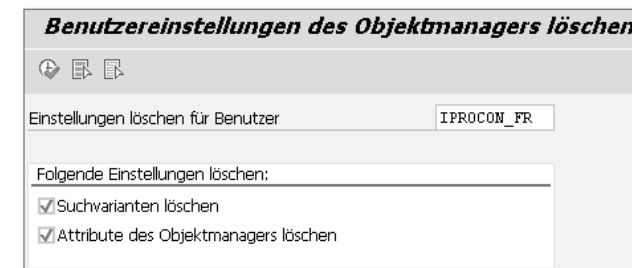 Benutzereinstellungen des Objektmanagers löschen
Einstellungen löschen für Benutzer IPROCON_FR
Folgende Einstellungen löschen:
Suchvarianten löschen
Attribute des Objektmanagers löschen